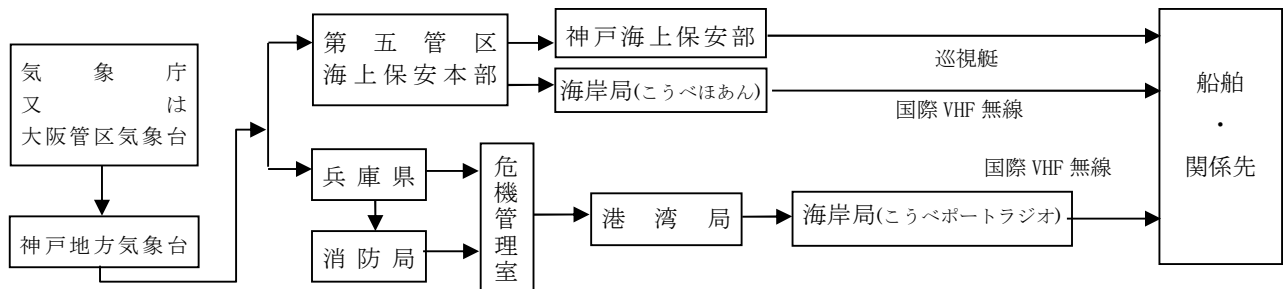 気象庁
又は
大阪管区気象台
神戸地方気象台
第五管区
海上保安本部
神戸海上保安部
海岸局(こうべほあん)
巡視艇
国際 VHF 無線
兵庫県
消防局
危機管理室
港湾局
海岸局(こうべポートラジオ)
国際 VHF 無線
船舶
・
関係先